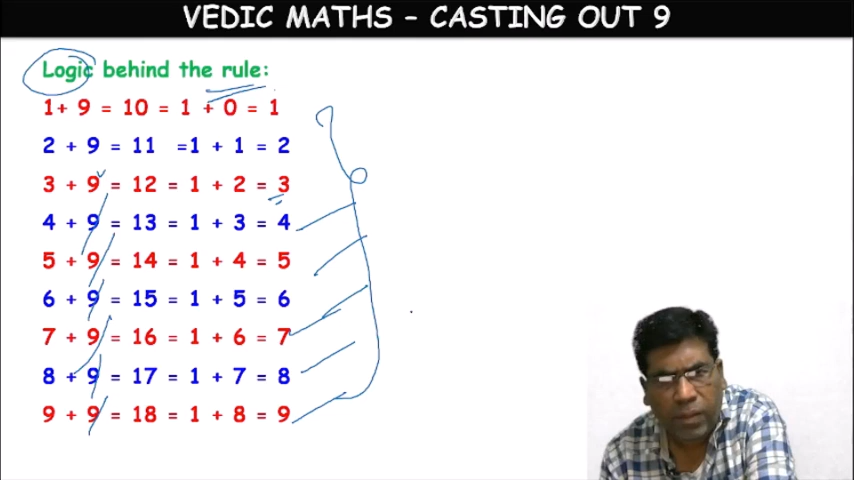 VEDIC MATHS – CASTING OUT 9
Logic behind the rule:
1+ 9 = 10 = 1 + 0 = 1
2 + 9 = 11 =1 + 1 = 2
3 + 9 = 12 = 1 + 2 = 3
4 + 9 = 13 = 1 + 3 = 4
5 + 9 = 14 = 1 + 4 = 5
6 + 9 = 15 = 1 + 5 = 6
7 + 9 = 16 = 1 + 6 = 7
8 + 9 = 17 = 1 + 7 = 8
9 + 9 = 18 = 1 + 8 = 9